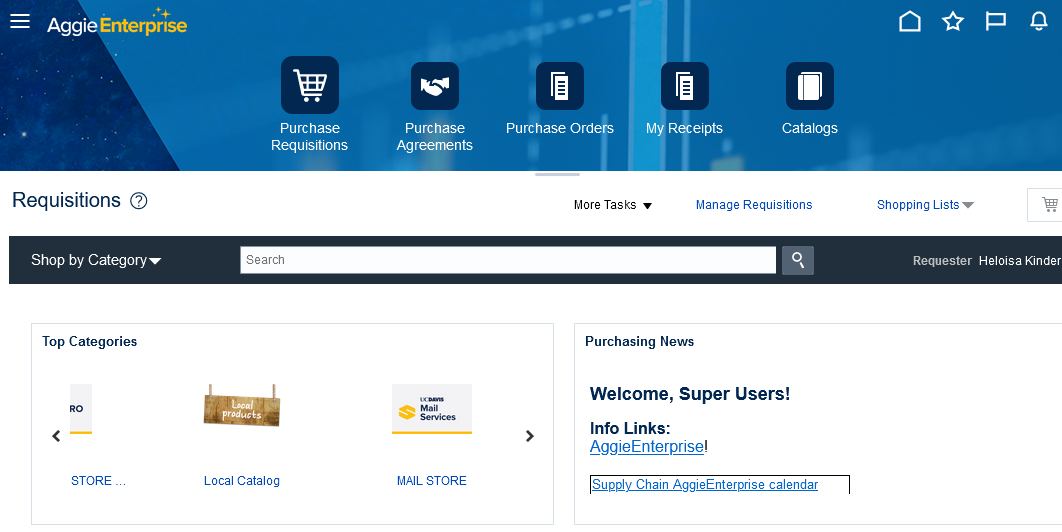 AggieEnterprise
Purchase
Requisitions
Purchase
Agreements
Purchase Orders
My Receipts
Catalogs
Requisitions ?
More Tasks
Manage Requisitions
Shopping Lists
Shop by Category
Search
Requester Heloisa Kinder
Top Categories
RO
STORE ...
Local
products
Local Catalog
UCDAVIS
Mail
Services
MAIL STORE
Purchasing News
Welcome, Super Users!
Info Links:
AggieEnterprise!
Supply Chain AggieEnterprise calendar